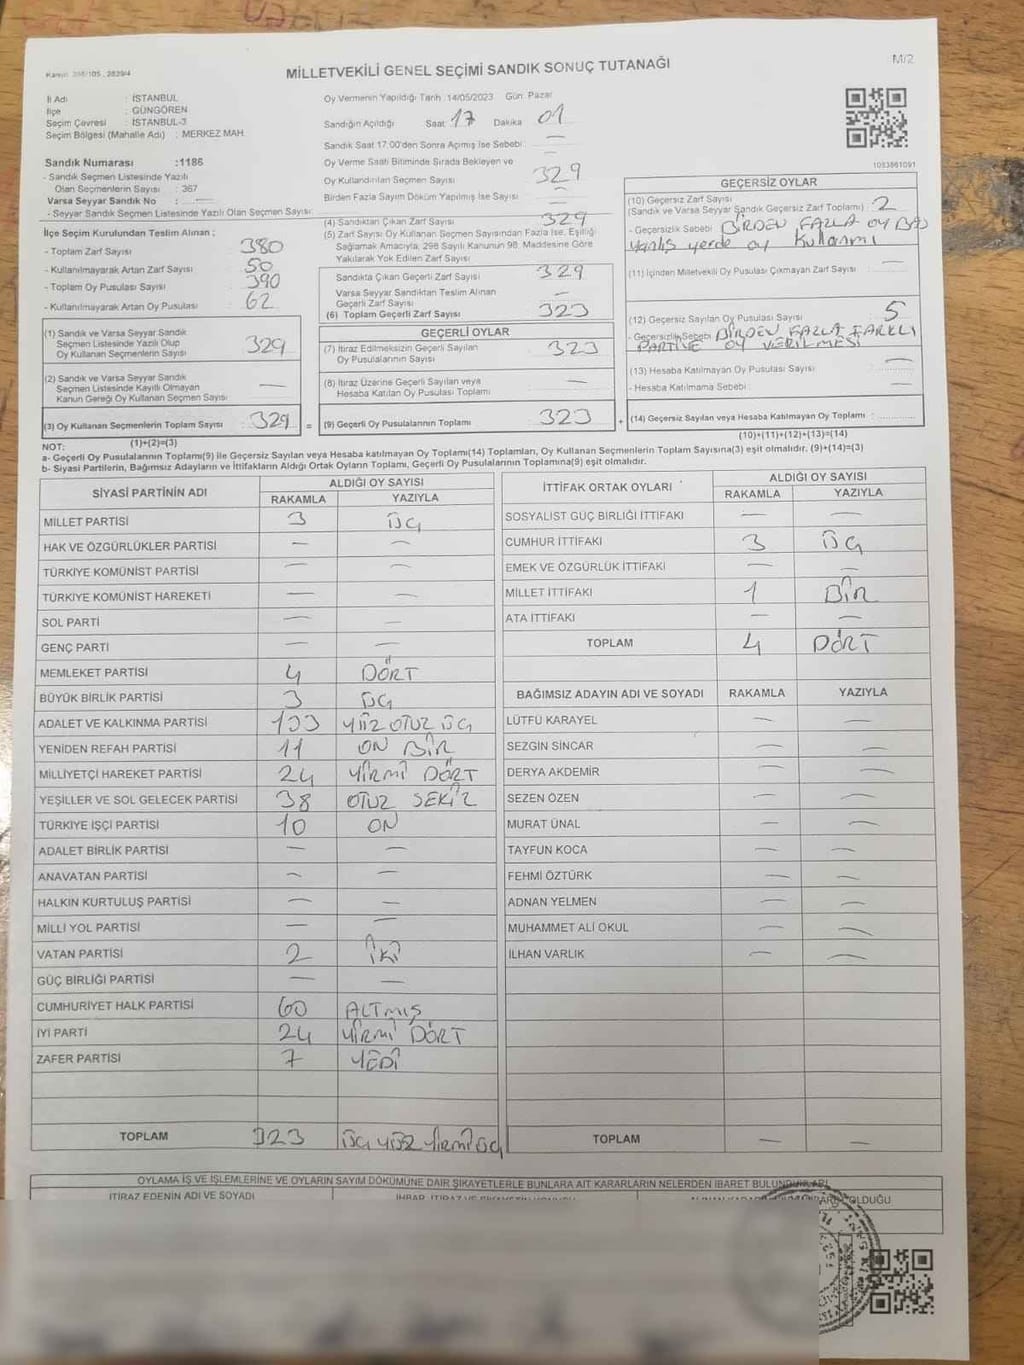 Kanun: 298/105, 2839/4
M/2
MİLLETVEKİLİ GENEL SEÇİMİ SANDIK SONUÇ TUTANAĞI
İl Adı : İSTANBUL
İlçe : GÜNGÖREN
Seçim Çevresi : İSTANBUL-3
Seçim Bölgesi (Mahalle Adı) : MERKEZ MAH.
Sandık Numarası :1186
- Sandık Seçmen Listesinde Yazılı
Olan Seçmenlerin Sayısı : 367
Varsa Seyyar Sandık No :
- Seyyar Sandık Seçmen Listesinde Yazılı Olan Seçmen Sayısı:
İlçe Seçim Kurulundan Teslim Alınan ;
- Toplam Zarf Sayısı 380
- Kullanılmayarak Artan Zarf Sayısı 50
- Toplam Oy Pusulası Sayısı 390
- Kullanılmayarak Artan Oy Pusulası 62
(1) Sandık ve Varsa Seyyar Sandık
Seçmen Listesinde Yazılı Olup
Oy Kullanan Seçmenlerin Sayısı 329
(2) Sandık ve Varsa Seyyar Sandık
Seçmen Listesinde Kayıtlı Olmayan
Kanun Gereği Oy Kullanan Seçmen Sayısı —
(3) Oy Kullanan Seçmenlerin Toplam Sayısı 329 =
(1)+(2)=(3)
Oy Vermenin Yapıldığı Tarih :14/05/2023 Gün: Pazar
Sandığın Açıldığı Saat 17 Dakika 01
Sandık Saat 17:00'den Sonra Açılmış İse Sebebi : —
Oy Verme Saati Bitiminde Sırada Bekleyen ve
Oy Kullandırılan Seçmen Sayısı 329
Birden Fazla Sayım Döküm Yapılmış İse Sayısı —
(4) Sandıktan Çıkan Zarf Sayısı 329
(5) Zarf Sayısı Oy Kullanan Seçmen Sayısından Fazla İse, Eşitliği
Sağlamak Amacıyla, 298 Sayılı Kanunun 98. Maddesine Göre
Yakılarak Yok Edilen Zarf Sayısı
Sandıkta Çıkan Geçerli Zarf Sayısı 329
Varsa Seyyar Sandıktan Teslim Alınan
Geçerli Zarf Sayısı —
(6) Toplam Geçerli Zarf Sayısı 323
GEÇERLİ OYLAR
(7) İtiraz Edilmeksizin Geçerli Sayılan
Oy Pusulalarının Sayısı 323
(8) İtiraz Üzerine Geçerli Sayılan veya
Hesaba Katılan Oy Pusulası Toplamı —
(9) Geçerli Oy Pusulalarının Toplamı 323 +
1083861091
GEÇERSİZ OYLAR
(10) Geçersiz Zarf Sayısı
(Sandık ve Varsa Seyyar Sandık Geçersiz Zarf Toplamı) 2
- Geçersizlik Sebebi : BİRDEN FAZLA OY BAS
Yanlış yerde oy kullanmı
(11) İçinden Milletvekili Oy Pusulası Çıkmayan Zarf Sayısı : —
(12) Geçersiz Sayılan Oy Pusulası Sayısı 5
- Geçersizlik Sebebi BİRDEN FAZLA FARKLI
PARTİYE OY VERİLMESİ
(13) Hesaba Katılmayan Oy Pusulası Sayısı : —
- Hesaba Katılmama Sebebi : —
(14) Geçersiz Sayılan veya Hesaba Katılmayan Oy Toplamı :
(10)+(11)+(12)+(13)=(14)
NOT:
a- Geçerli Oy Pusulalarının Toplamı(9) ile Geçersiz Sayılan veya Hesaba katılmayan Oy Toplamı(14) Toplamları, Oy Kullanan Seçmenlerin Toplam Sayısına(3) eşit olmalıdır. (9)+(14)=(3)
b- Siyasi Partilerin, Bağımsız Adayların ve İttifakların Aldığı Ortak Oyların Toplamı, Geçerli Oy Pusulalarının Toplamına(9) eşit olmalıdır.
SİYASİ PARTİNİN ADI ALDIĞI OY SAYISI
RAKAMLA YAZIYLA
MİLLET PARTİSİ 3 ÜÇ
HAK VE ÖZGÜRLÜKLER PARTİSİ — —
TÜRKİYE KOMÜNİST PARTİSİ — —
TÜRKİYE KOMÜNİST HAREKETİ — —
SOL PARTİ — —
GENÇ PARTİ — —
MEMLEKET PARTİSİ 4 DÖRT
BÜYÜK BİRLİK PARTİSİ 3 ÜÇ
ADALET VE KALKINMA PARTİSİ 133 YÜZ OTUZ ÜÇ
YENİDEN REFAH PARTİSİ 11 ON BİR
MİLLİYETÇİ HAREKET PARTİSİ 24 YİRMİ DÖRT
YEŞİLLER VE SOL GELECEK PARTİSİ 38 OTUZ SEKİZ
TÜRKİYE İŞÇİ PARTİSİ 10 ON
ADALET BİRLİK PARTİSİ — —
ANAVATAN PARTİSİ — —
HALKIN KURTULUŞ PARTİSİ — —
MİLLİ YOL PARTİSİ — —
VATAN PARTİSİ 2 İKİ
GÜÇ BİRLİĞİ PARTİSİ — —
CUMHURİYET HALK PARTİSİ 60 ALTMIŞ
İYİ PARTİ 24 YİRMİ DÖRT
ZAFER PARTİSİ 7 YEDİ
TOPLAM 323 ÜÇ YÜZ YİRMİ ÜÇ
İTTİFAK ORTAK OYLARI ALDIĞI OY SAYISI
RAKAMLA YAZIYLA
SOSYALİST GÜÇ BİRLİĞİ İTTİFAKI — —
CUMHUR İTTİFAKI 3 ÜÇ
EMEK VE ÖZGÜRLÜK İTTİFAKI — —
MİLLET İTTİFAKI 1 BİR
ATA İTTİFAKI — —
TOPLAM 4 DÖRT
BAĞIMSIZ ADAYIN ADI VE SOYADI RAKAMLA YAZIYLA
LÜTFÜ KARAYEL — —
SEZGİN SİNCAR — —
DERYA AKDEMİR — —
SEZEN ÖZEN — —
MURAT ÜNAL — —
TAYFUN KOCA — —
FEHMİ ÖZTÜRK — —
ADNAN YELMEN — —
MUHAMMET ALİ OKUL — —
İLHAN VARLIK — —
TOPLAM — —
OYLAMA İŞ VE İŞLEMLERİNE VE OYLARIN SAYIM DÖKÜMÜNE DAİR ŞİKAYETLERLE BUNLARA AİT KARARLARIN NELERDEN İBARET BULUNDUKLARI
İTİRAZ EDENİN ADI VE SOYADI
OLDUĞU